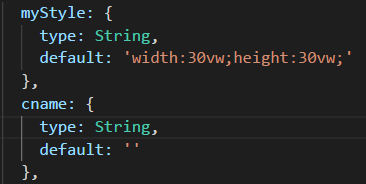 myStyle: {
type: String,
default: 'width:30vw;height:30vw;'
},
cname: {
type: String,
default: ''
},